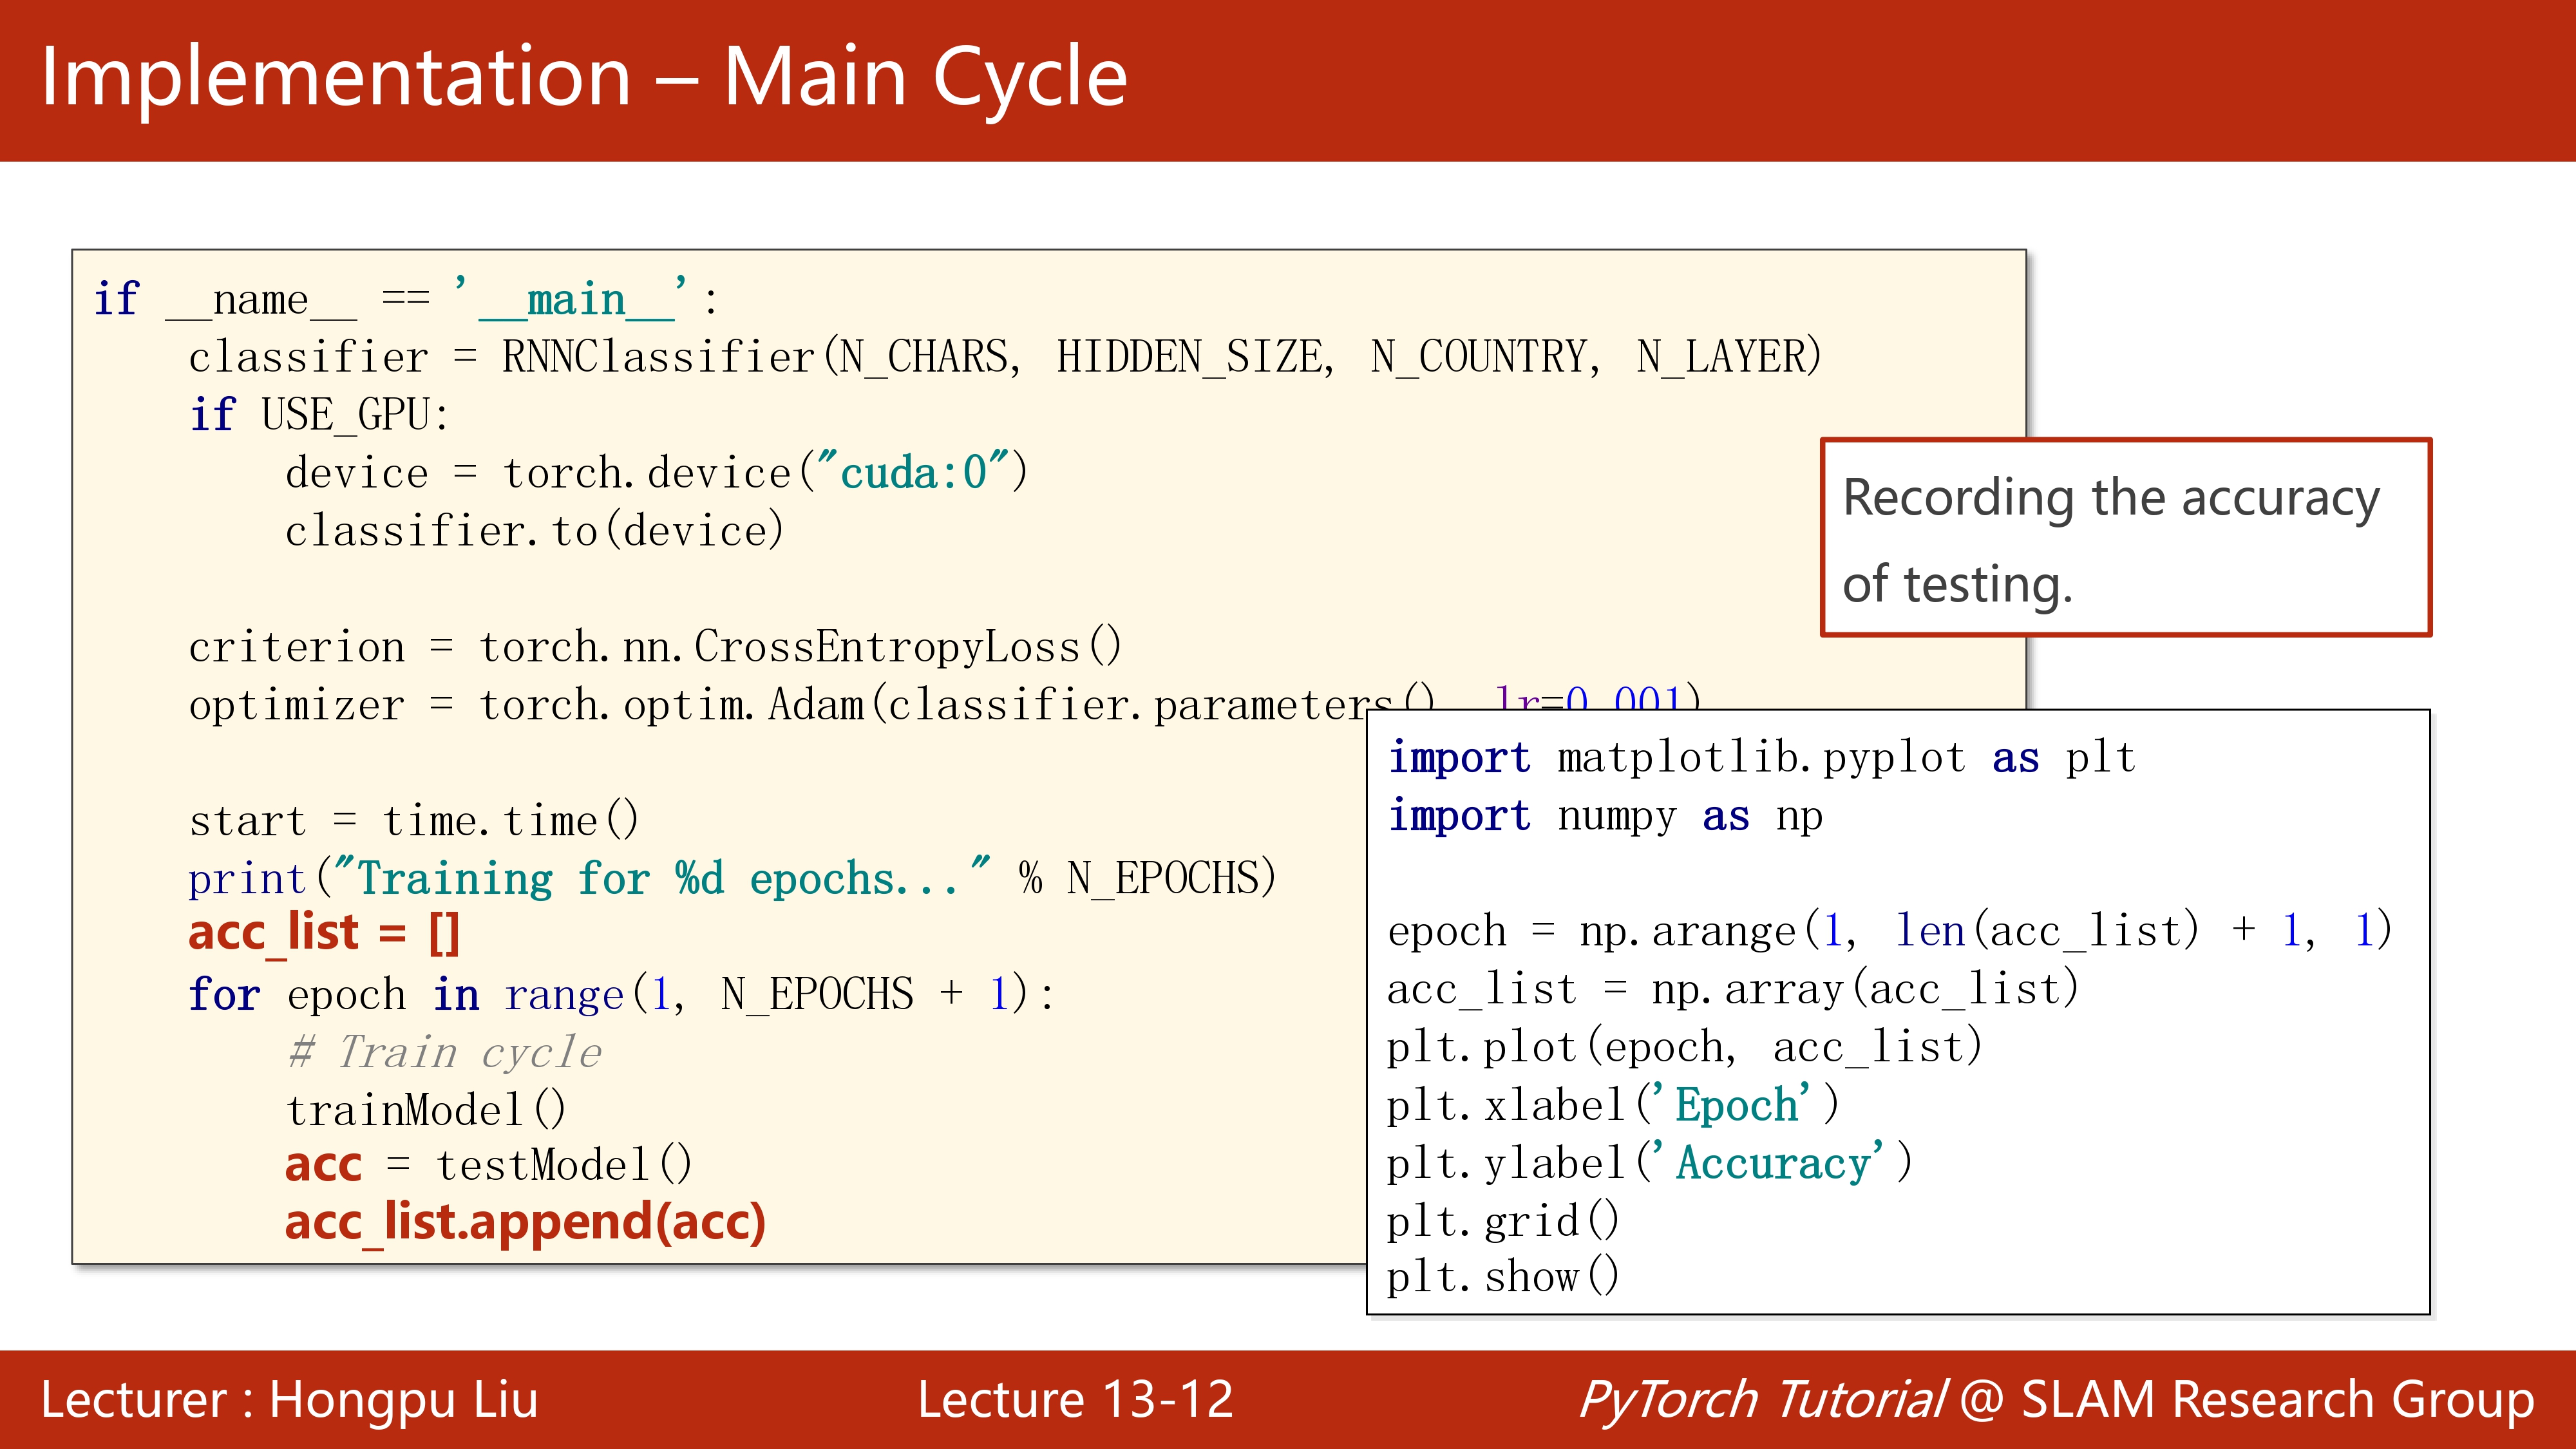 Implementation – Main Cycle
if __name__ == '__main__':
    classifier = RNNClassifier(N_CHARS, HIDDEN_SIZE, N_COUNTRY, N_LAYER)
    if USE_GPU:
        device = torch.device("cuda:0")
        classifier.to(device)
    criterion = torch.nn.CrossEntropyLoss()
    optimizer = torch.optim.Adam(classifier.parameters(), lr=0.001)
    start = time.time()
    print("Training for %d epochs..." % N_EPOCHS)
    acc_list = []
    for epoch in range(1, N_EPOCHS + 1):
        # Train cycle
        trainModel()
        acc = testModel()
        acc_list.append(acc)
Recording the accuracy
of testing.
import matplotlib.pyplot as plt
import numpy as np
epoch = np.arange(1, len(acc_list) + 1, 1)
acc_list = np.array(acc_list)
plt.plot(epoch, acc_list)
plt.xlabel('Epoch')
plt.ylabel('Accuracy')
plt.grid()
plt.show()
Lecturer : Hongpu Liu
Lecture 13-12
PyTorch Tutorial @ SLAM Research Group